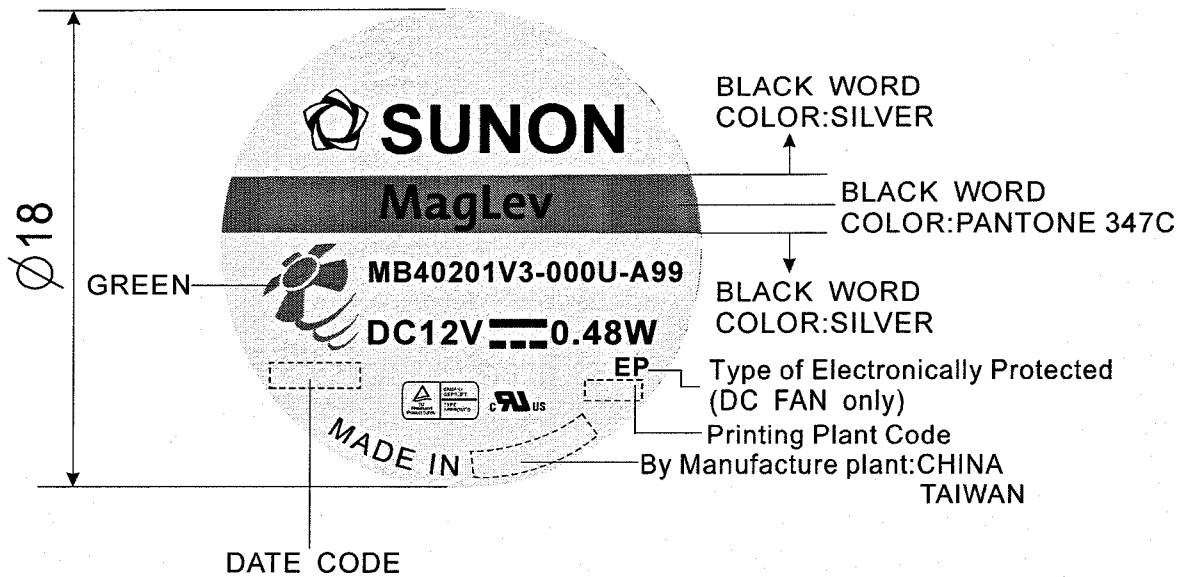 BLACK WORD
COLOR:SILVER
SUNON
MagLev
BLACK WORD
COLOR:PANTONE 347C
Ø18
GREEN
MB40201V3-000U-A99
BLACK WORD
COLOR:SILVER
DC12V 0.48W
EP
Type of Electronically Protected
(DC FAN only)
c US
Printing Plant Code
MADE IN
By Manufacture plant:CHINA
TAIWAN
DATE CODE